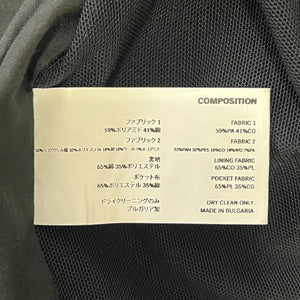 COMPOSITION
ファブリック 1
59%ポリアミド 41%綿
ファブリック 2
裏地
65%綿 35%ポリエステル
ポケット布
65%ポリエステル 35%綿
ドライクリーニングのみ
ブルガリア製
FABRIC 1
59%PA 41%CO
FABRIC 2
LINING FABRIC
65%CO 35%PL
POCKET FABRIC
65%PL 35%CO
DRY CLEAN ONLY
MADE IN BULGARIA